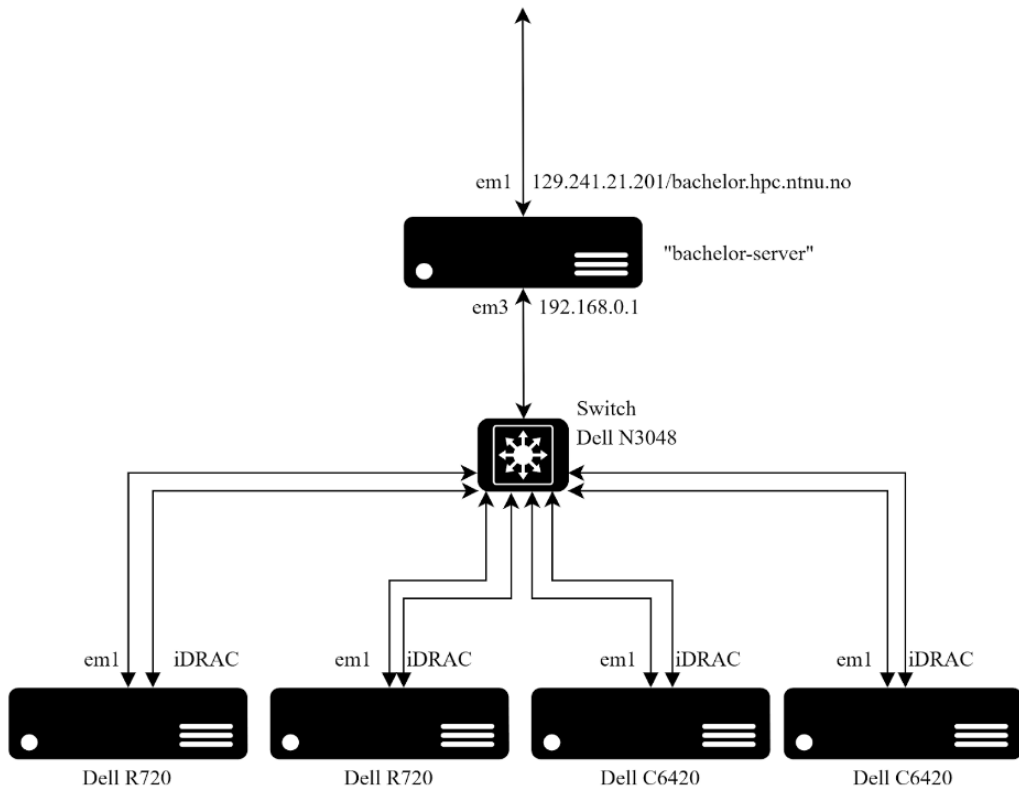 em1 129.241.21.201/bachelor.hpc.ntnu.no
"bachelor-server"
em3 192.168.0.1
Switch
Dell N3048
em1 iDRAC em1 iDRAC em1 iDRAC em1 iDRAC
Dell R720 Dell R720 Dell C6420 Dell C6420